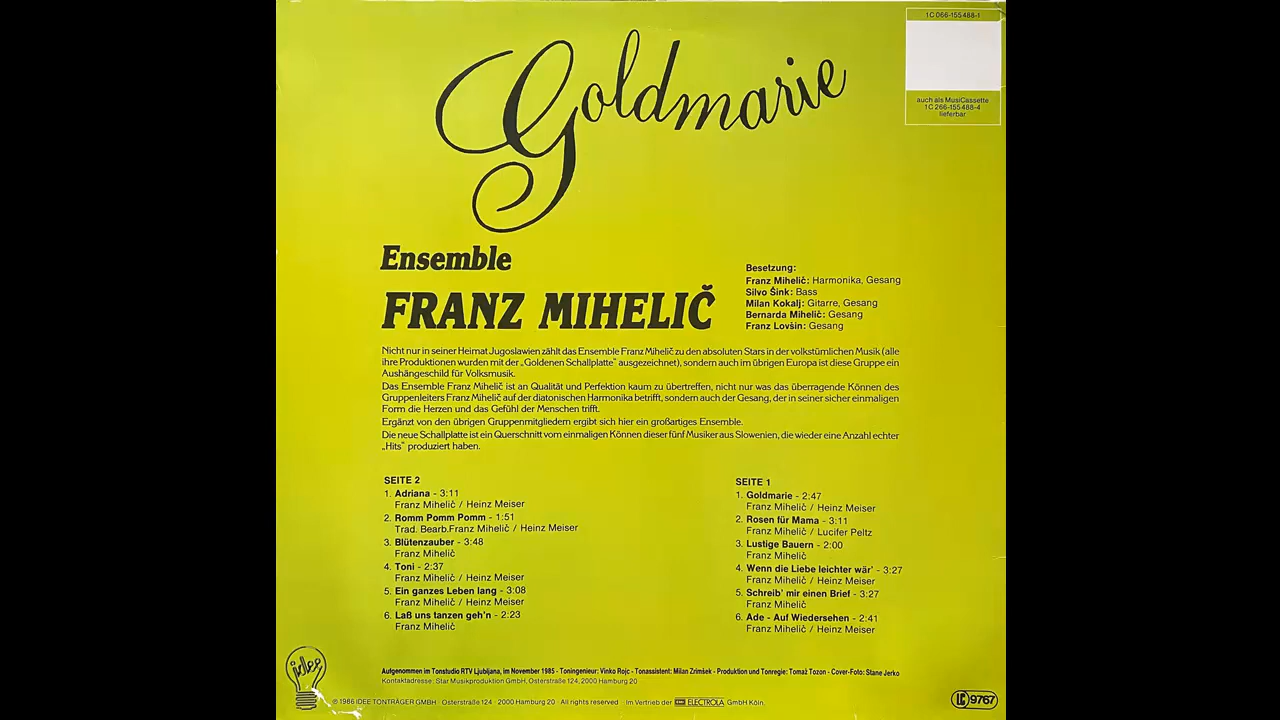 1C 066-155 488-1
auch als MusiCassette
1C 266-155 488-4
lieferbar
Goldmarie
Ensemble
FRANZ MIHELIČ
Besetzung:
Franz Mihelič: Harmonika, Gesang
Silvo Šink: Bass
Milan Kokalj: Gitarre, Gesang
Bernarda Mihelič: Gesang
Franz Lovšin: Gesang
Nicht nur in seiner Heimat Jugoslawien zählt das Ensemble Franz Mihelič zu den absoluten Stars in der volkstümlichen Musik (alle
ihre Produktionen wurden mit der „Goldenen Schallplatte" ausgezeichnet), sondern auch im übrigen Europa ist diese Gruppe ein
Aushängeschild für Volksmusik.
Das Ensemble Franz Mihelič ist an Qualität und Perfektion kaum zu übertreffen, nicht nur was das überragende Können des
Gruppenleiters Franz Mihelič auf der diatonischen Harmonika betrifft, sondern auch der Gesang, der in seiner sicher einmaligen
Form die Herzen und das Gefühl der Menschen trifft.
Ergänzt von den übrigen Gruppenmitgliedern ergibt sich hier ein großartiges Ensemble.
Die neue Schallplatte ist ein Querschnitt vom einmaligen Können dieser fünf Musiker aus Slowenien, die wieder eine Anzahl echter
„Hits" produziert haben.
SEITE 2
1. Adriana - 3:11
Franz Mihelič / Heinz Meiser
2. Romm Pomm Pomm - 1:51
Trad. Bearb.Franz Mihelič / Heinz Meiser
3. Blütenzauber - 3:48
Franz Mihelič
4. Toni - 2:37
Franz Mihelič / Heinz Meiser
5. Ein ganzes Leben lang - 3:08
Franz Mihelič / Heinz Meiser
6. Laß uns tanzen geh'n - 2:23
Franz Mihelič
SEITE 1
1. Goldmarie - 2:47
Franz Mihelič / Heinz Meiser
2. Rosen für Mama - 3:11
Franz Mihelič / Lucifer Peltz
3. Lustige Bauern - 2:00
Franz Mihelič
4. Wenn die Liebe leichter wär' - 3:27
Franz Mihelič / Heinz Meiser
5. Schreib' mir einen Brief - 3:27
Franz Mihelič
6. Ade - Auf Wiedersehen - 2:41
Franz Mihelič / Heinz Meiser
idee
Aufgenommen im Tonstudio RTV Ljubljana, im November 1985 - Toningenieur: Vinko Rojc - Tonassistent: Milan Zrimšek - Produktion und Tonregie: Tomaž Tozon - Cover-Foto: Stane Jerko
Kontaktadresse: Star Musikproduktion GmbH, Osterstraße 124, 2000 Hamburg 20
℗ 1986 IDEE TONTRÄGER GMBH · Osterstraße 124 · 2000 Hamburg 20 · All rights reserved · Im Vertrieb der EMI ELECTROLA GmbH Köln.
LC 9767